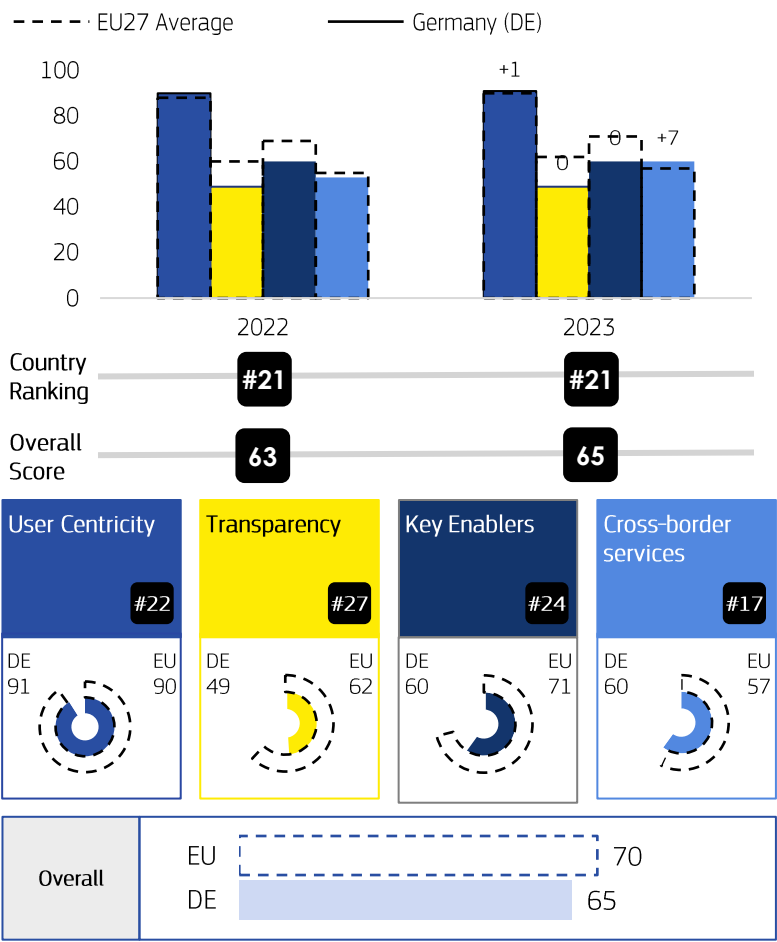 EU27 Average
Germany (DE)
100
80
60
40
20
0
+1
0
0
+7
2022
2023
Country
Ranking
#21
#21
Overall
Score
63
65
User Centricity
#22
Transparency
#27
Key Enablers
#24
Cross-border
services
#17
DE
91
EU
90
DE
49
EU
62
DE
60
EU
71
DE
60
EU
57
Overall
EU
70
DE
65